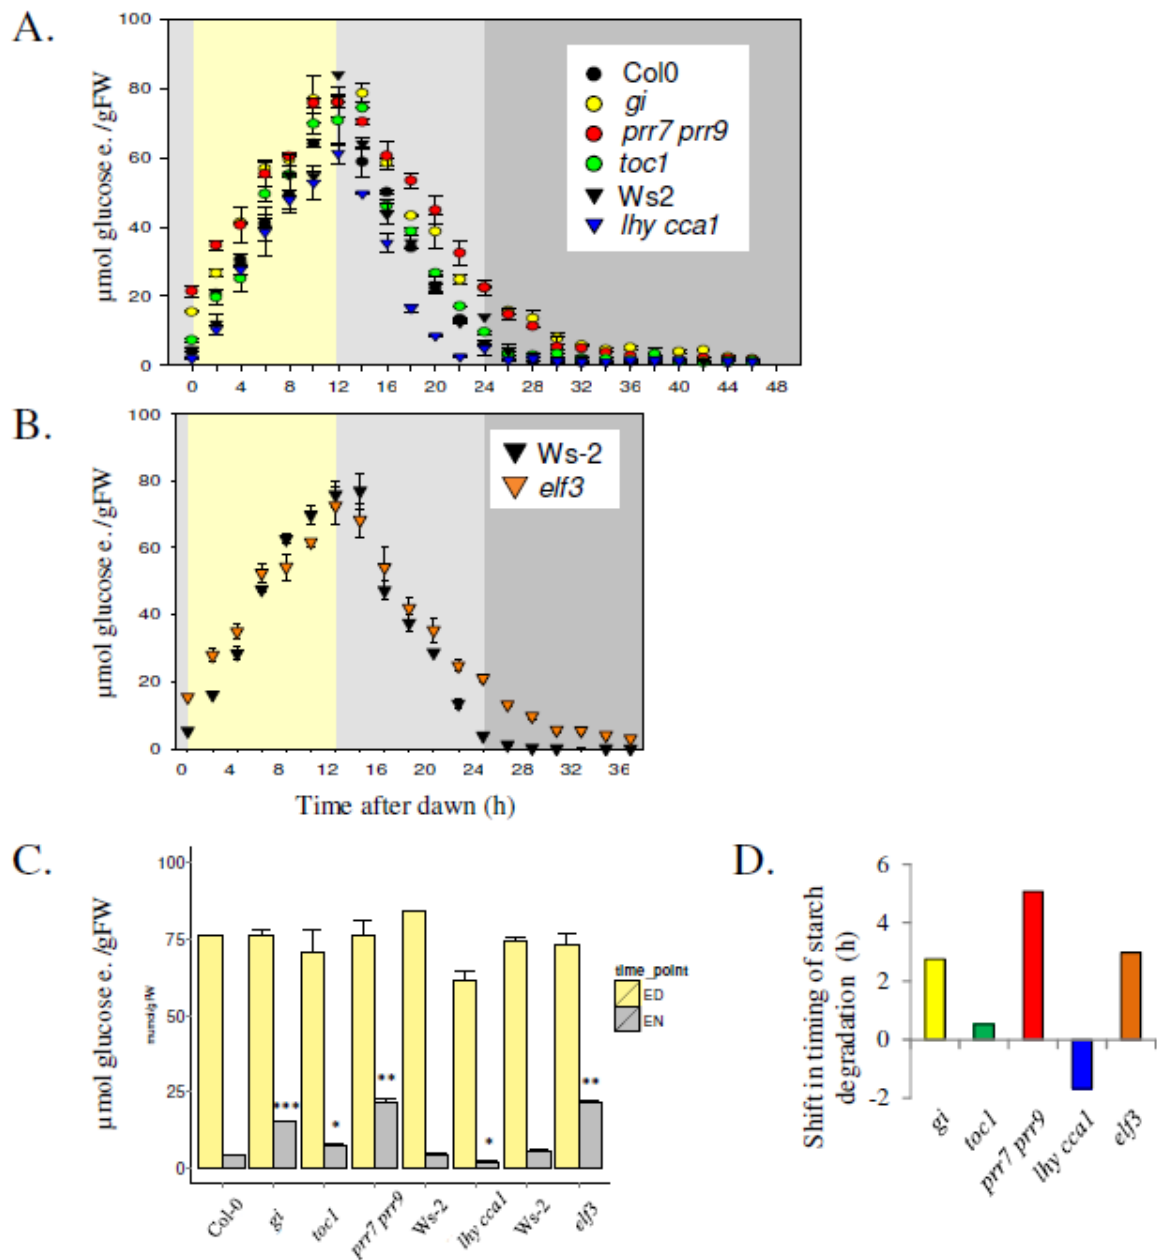 A.
µmol glucose e./gFW
100
80
60
40
20
0
0 4 8 12 16 20 24 28 32 36 40 44 48
Col0
gi
prr7 prr9
toc1
Ws2
lhy cca1
B.
µmol glucose e./gFW
100
80
60
40
20
0
0 4 8 12 16 20 24 28 32 36
Ws-2
elf3
Time after dawn (h)
C.
µmol glucose e./gFW
100
75
50
25
0
*** * ** * **
Col-0 gi toc1 prr7 prr9 Ws-2 lhy cca1 Ws-2 elf3
time_point
ED
EN
D.
Shift in timing of starch
degradation (h)
6
4
2
0
-2
gi toc1 prr7 prr9 lhy cca1 elf3